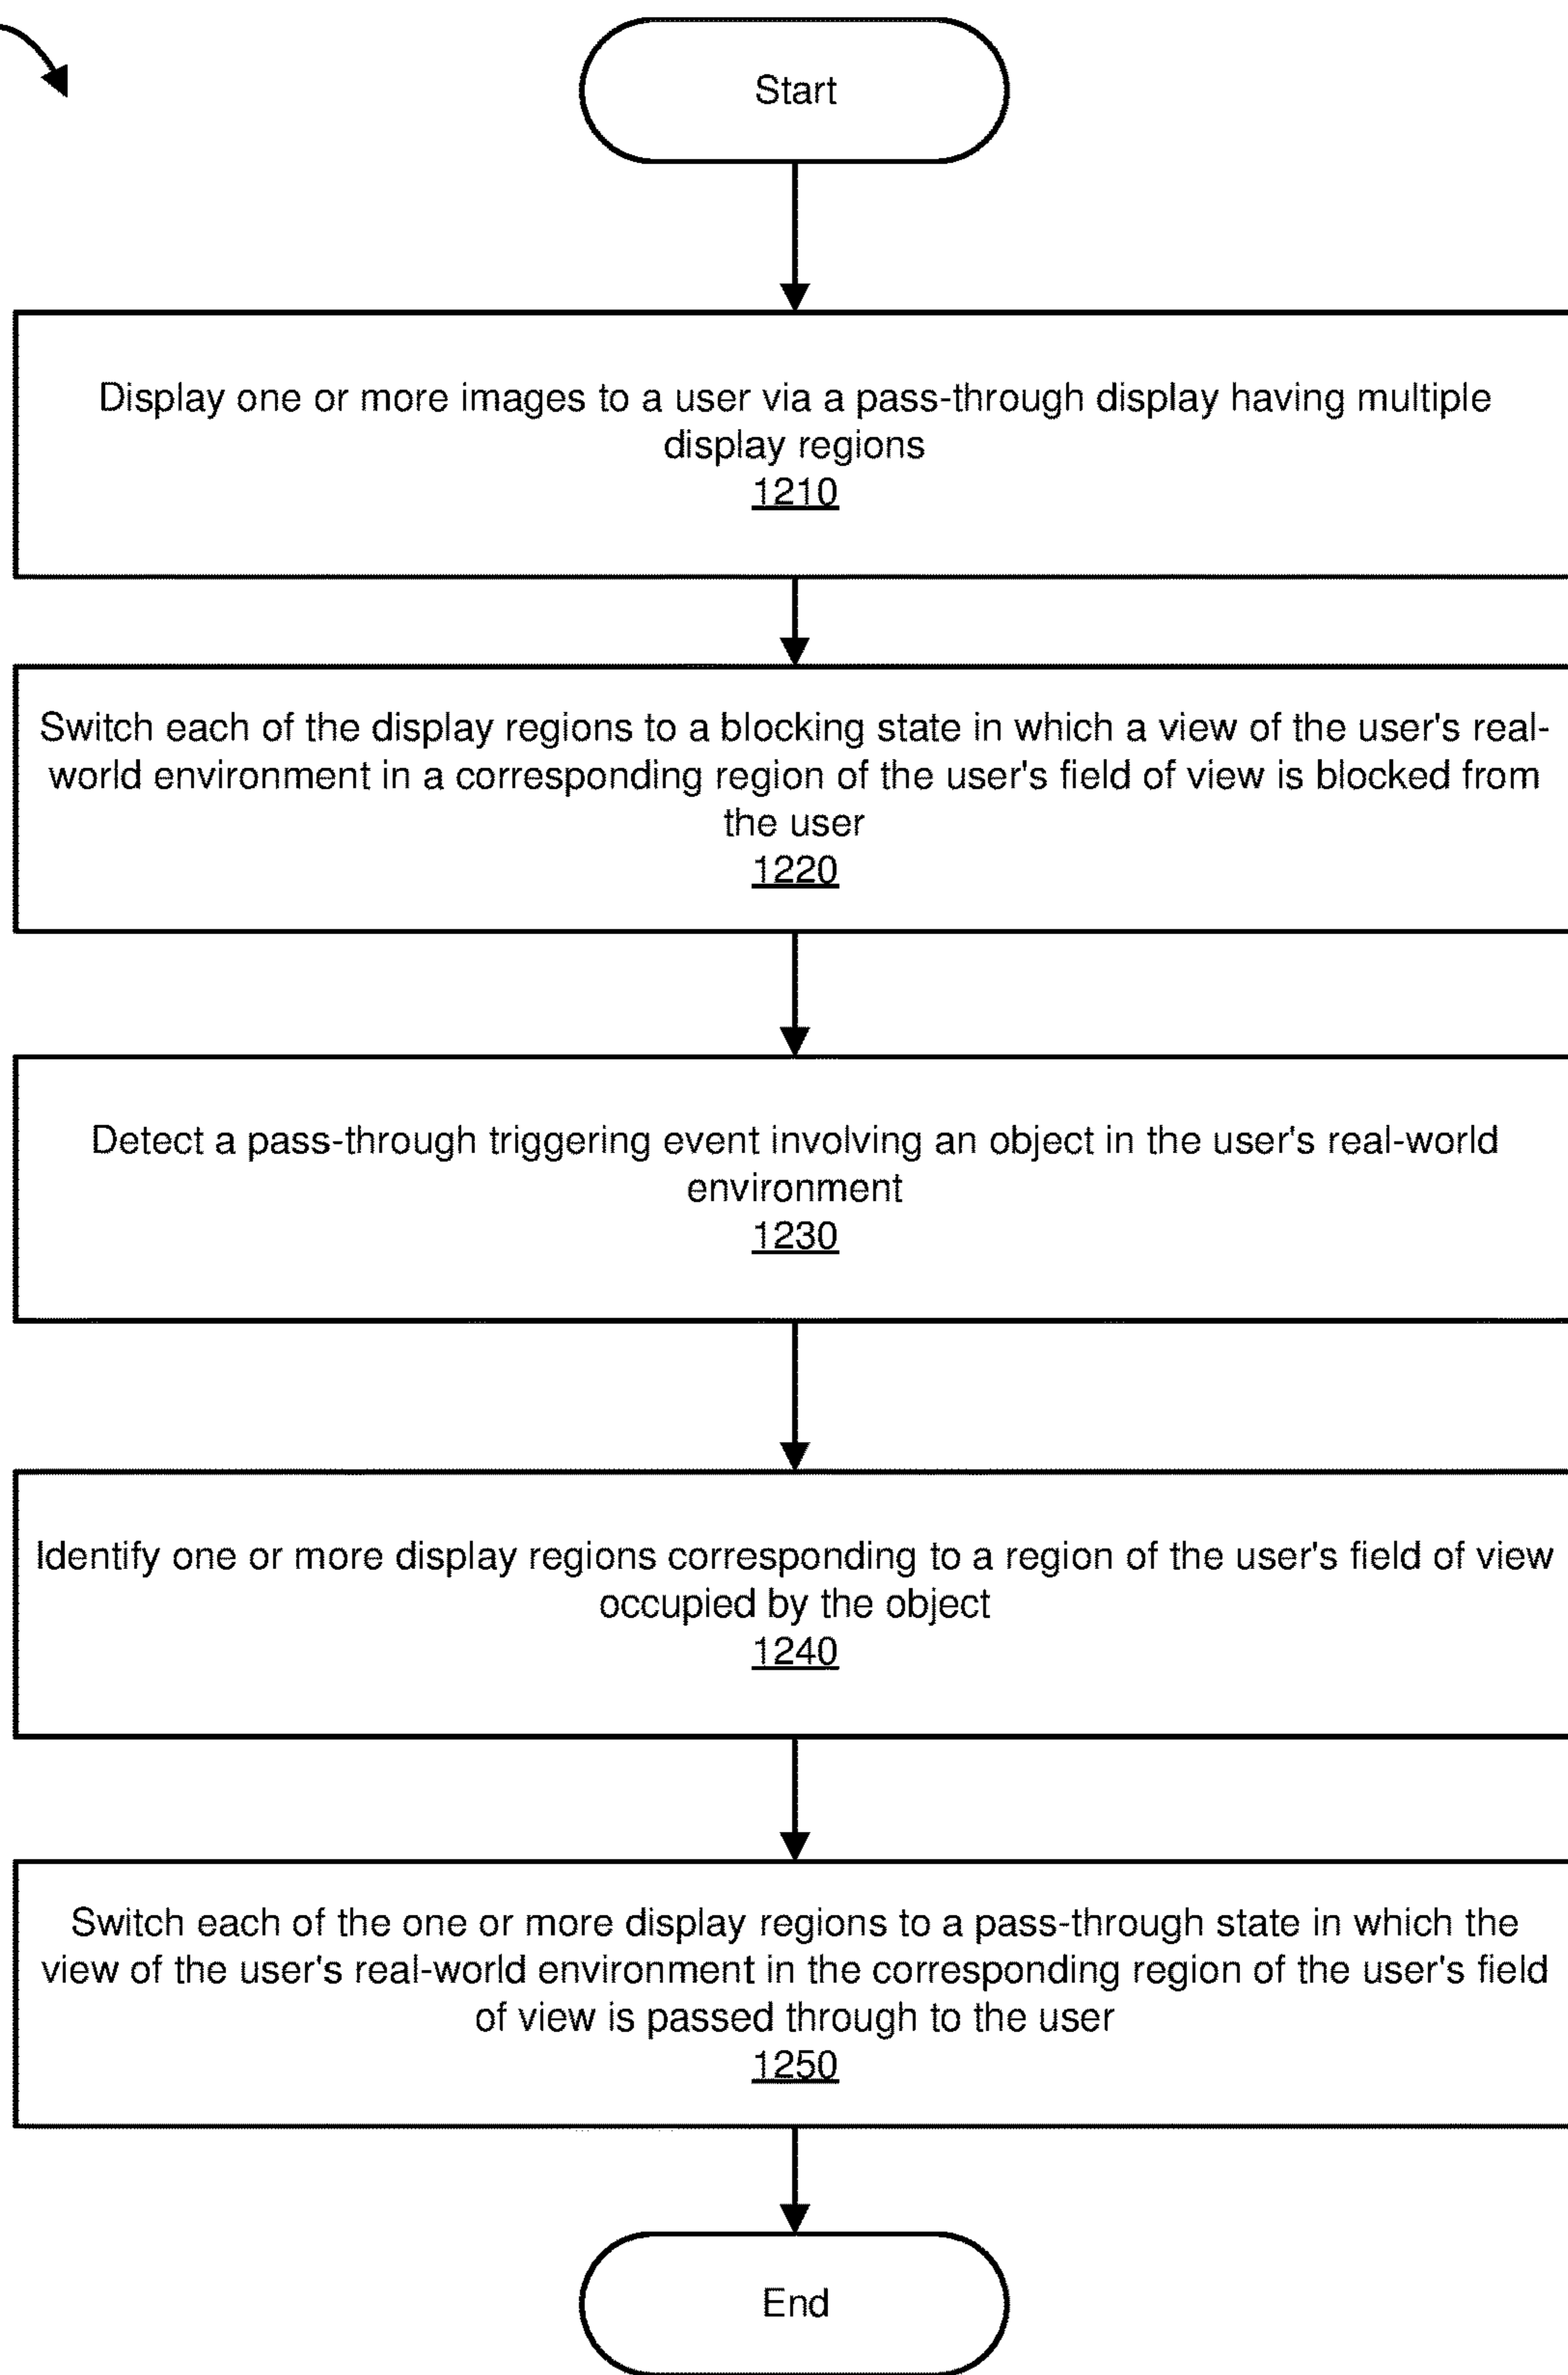 Start
Display one or more images to a user via a pass-through display having multiple
display regions
1210
Switch each of the display regions to a blocking state in which a view of the user's real-
world environment in a corresponding region of the user's field of view is blocked from
the user
1220
Detect a pass-through triggering event involving an object in the user's real-world
environment
1230
Identify one or more display regions corresponding to a region of the user's field of view
occupied by the object
1240
Switch each of the one or more display regions to a pass-through state in which the
view of the user's real-world environment in the corresponding region of the user's field
of view is passed through to the user
1250
End